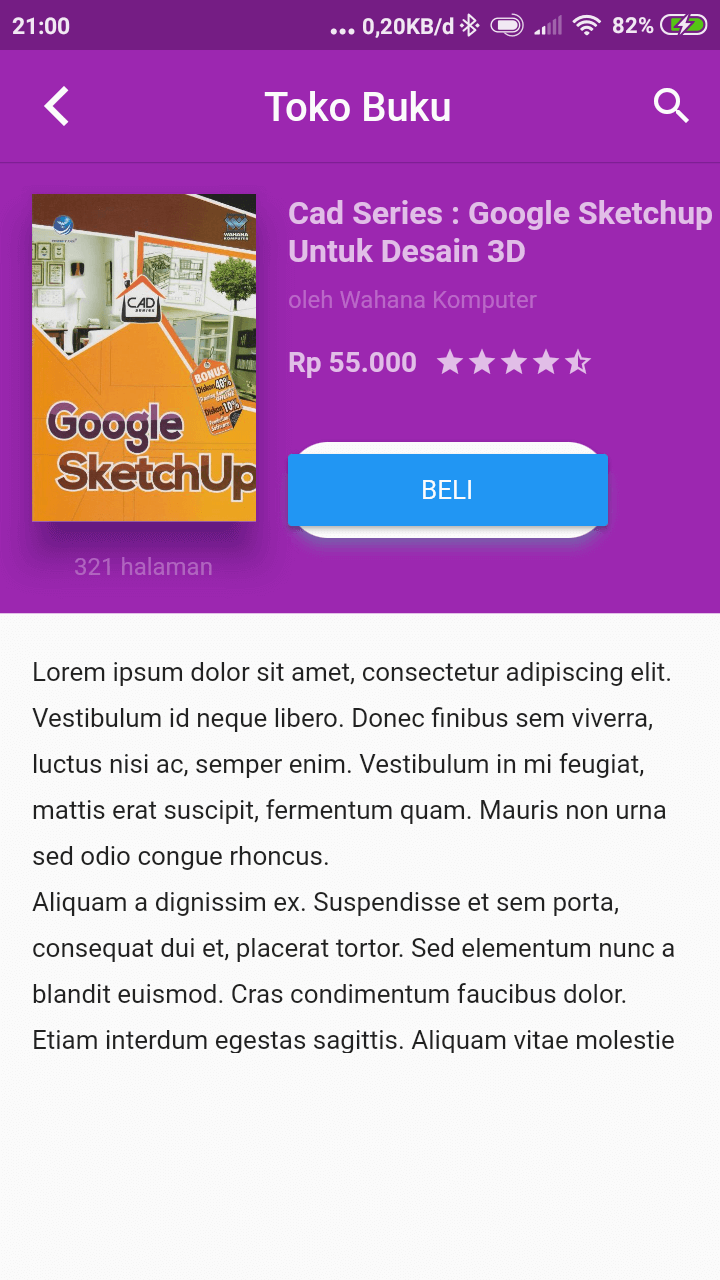 21:00
... 0,20KB/d
82%
Toko Buku
WAHANA
KOMPUTER
CAD
series
BONUS
Diskon 40%
ONLINE
Diskon 10%
Software
Google
SketchUp
Cad Series : Google Sketchup
Untuk Desain 3D
oleh Wahana Komputer
Rp 55.000
BELI
321 halaman
Lorem ipsum dolor sit amet, consectetur adipiscing elit.
Vestibulum id neque libero. Donec finibus sem viverra,
luctus nisi ac, semper enim. Vestibulum in mi feugiat,
mattis erat suscipit, fermentum quam. Mauris non urna
sed odio congue rhoncus.
Aliquam a dignissim ex. Suspendisse et sem porta,
consequat dui et, placerat tortor. Sed elementum nunc a
blandit euismod. Cras condimentum faucibus dolor.
Etiam interdum egestas sagittis. Aliquam vitae molestie